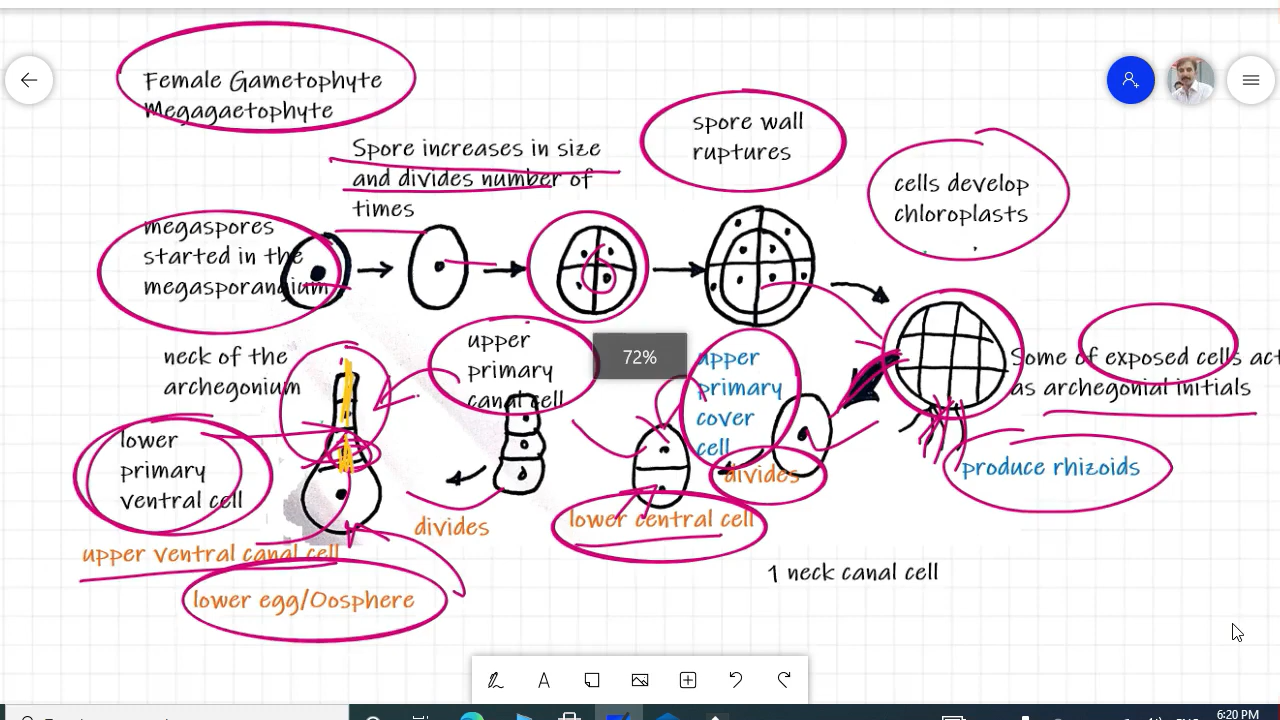 Female Gametophyte
Megagaetophyte
Spore increases in size
and divides number of
times
spore wall
ruptures
cells develop
chloroplasts
megaspores
started in the
megasporangium
neck of the
archegonium
upper
primary
canal cell
72%
upper
primary
cover
cell
divides
Some of exposed cells act
as archegonial initials
lower
primary
ventral cell
produce rhizoids
divides
lower central cell
upper ventral canal cell
lower egg/Oosphere
1 neck canal cell
6:20 PM